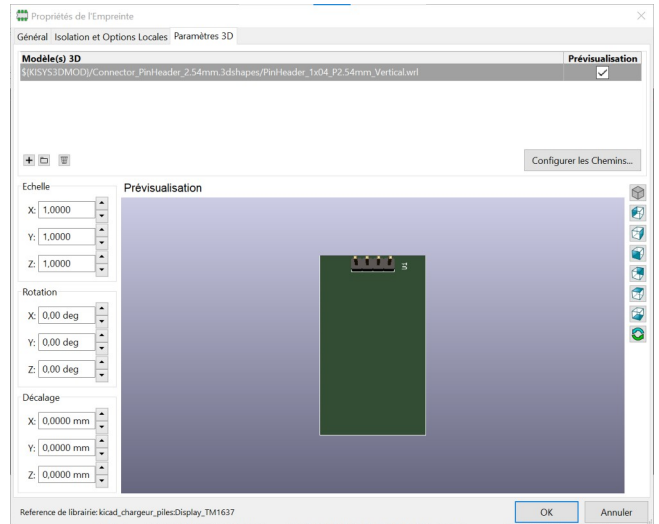 Propriétés de l'Empreinte
Général Isolation et Options Locales Paramètres 3D
Modèle(s) 3D Prévisualisation
${KISYS3DMOD}/Connector_PinHeader_2.54mm.3dshapes/PinHeader_1x04_P2.54mm_Vertical.wrl
Configurer les Chemins...
Echelle
X: 1,0000
Y: 1,0000
Z: 1,0000
Rotation
X: 0,00 deg
Y: 0,00 deg
Z: 0,00 deg
Décalage
X: 0,0000 mm
Y: 0,0000 mm
Z: 0,0000 mm
Prévisualisation
U1
Reference de librairie: kicad_chargeur_piles:Display_TM1637
OK Annuler